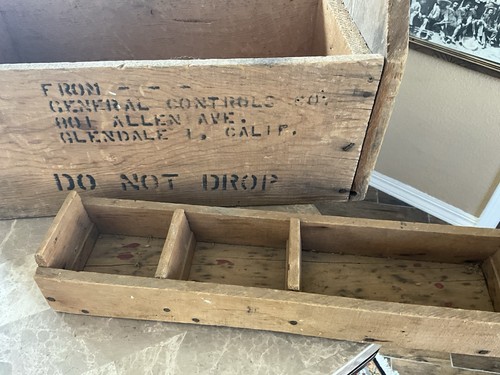 FROM - - -
GENERAL CONTROLS CO.
801 ALLEN AVE.
GLENDALE 1, CALIF.
DO NOT DROP